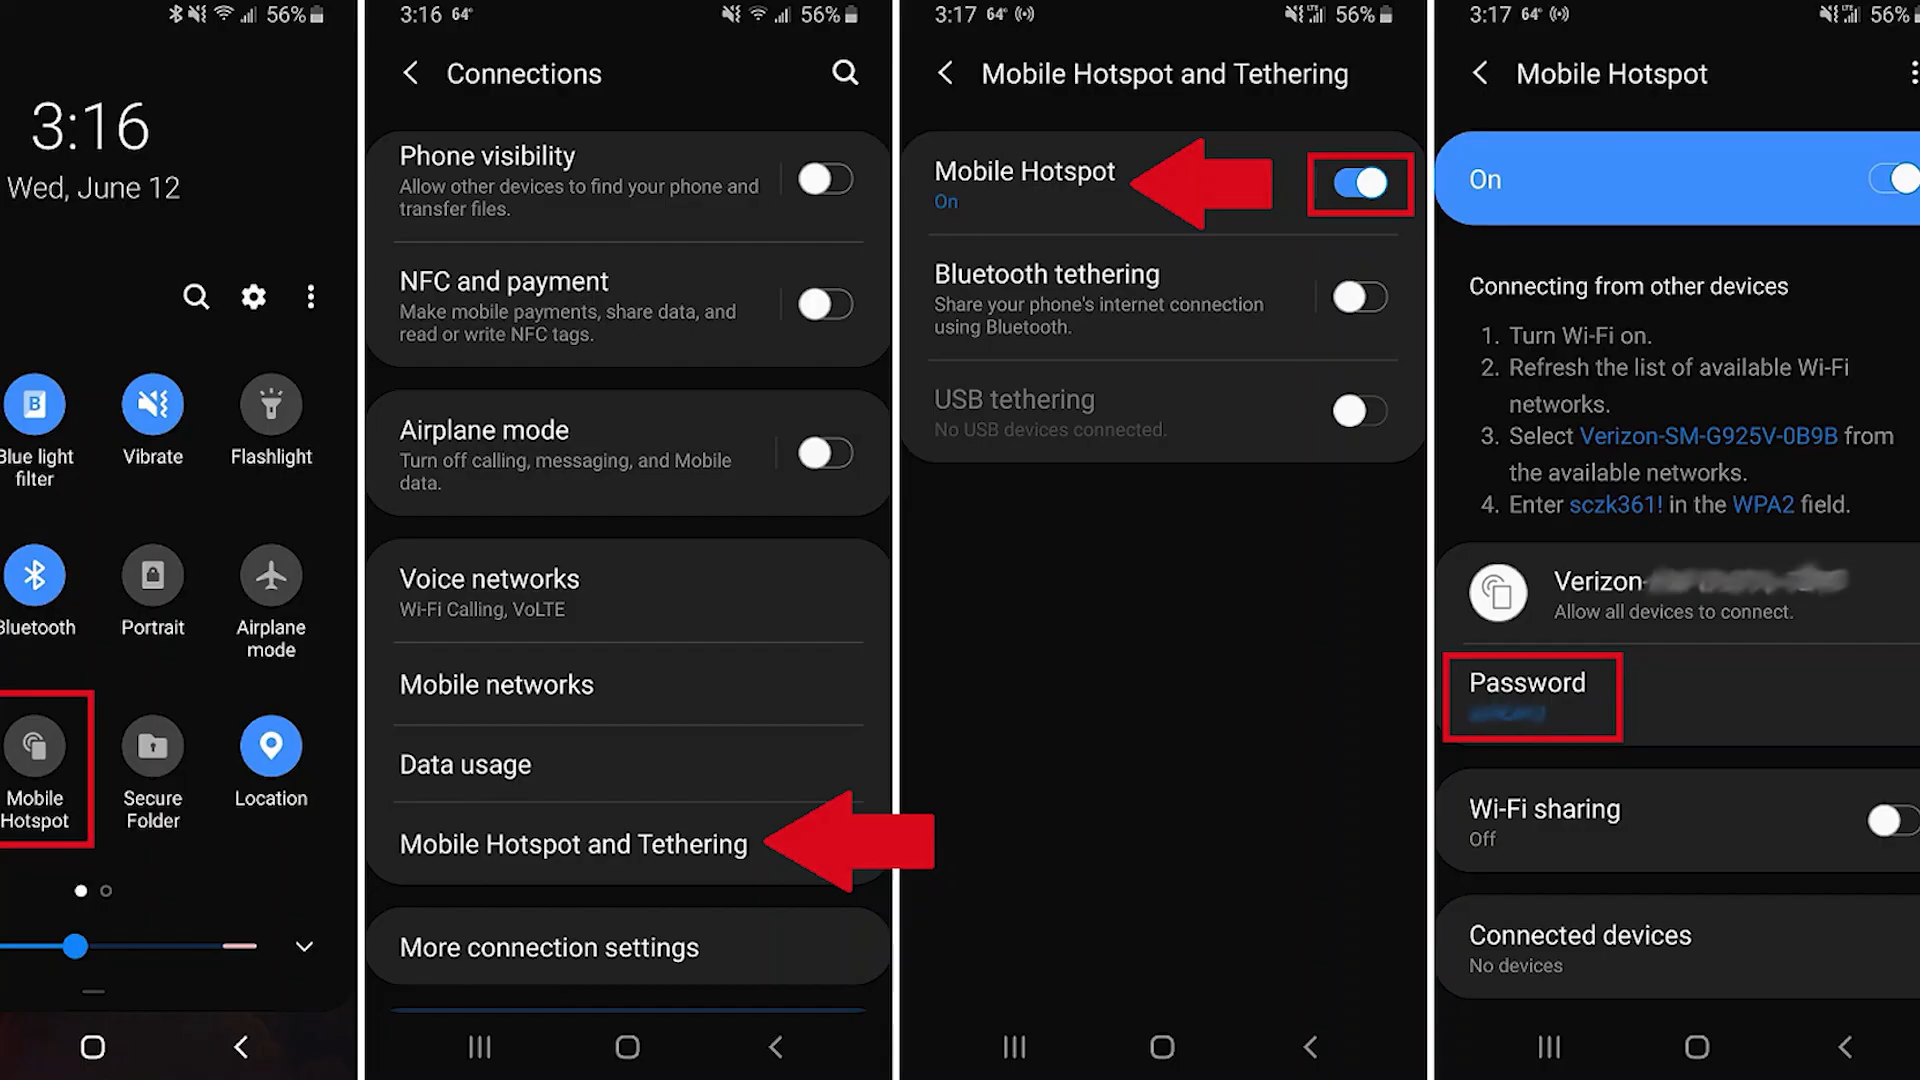 56%
3:16
Wed, June 12
Blue light
filter
Vibrate
Flashlight
Bluetooth
Portrait
Airplane
mode
Mobile
Hotspot
Secure
Folder
Location
3:16 64° 56%
Connections
Phone visibility
Allow other devices to find your phone and
transfer files.
NFC and payment
Make mobile payments, share data, and
read or write NFC tags.
Airplane mode
Turn off calling, messaging, and Mobile
data.
Voice networks
Wi-Fi Calling, VoLTE
Mobile networks
Data usage
Mobile Hotspot and Tethering
More connection settings
3:17 64° LTE 56%
Mobile Hotspot and Tethering
Mobile Hotspot
On
Bluetooth tethering
Share your phone's internet connection
using Bluetooth.
USB tethering
No USB devices connected.
3:17 64° LTE 56%
Mobile Hotspot
On
Connecting from other devices
1. Turn Wi-Fi on.
2. Refresh the list of available Wi-Fi
networks.
3. Select Verizon-SM-G925V-0B9B from
the available networks.
4. Enter sczk361! in the WPA2 field.
Verizon-
Allow all devices to connect.
Password
Wi-Fi sharing
Off
Connected devices
No devices